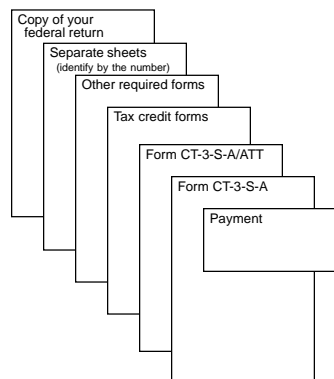 Copy of your
federal return
Separate sheets
(identify by the number)
Other required forms
Tax credit forms
Form CT-3-S-A/ATT
Form CT-3-S-A
Payment